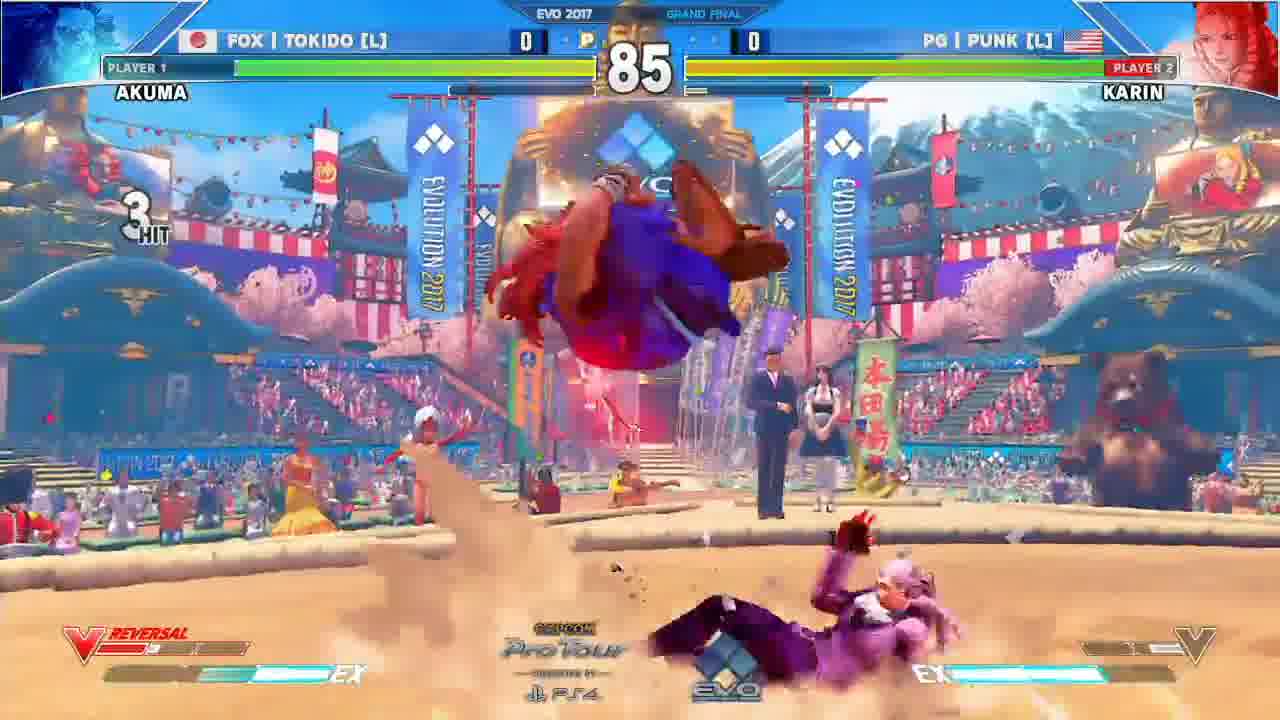 EVO 2017 GRAND FINAL
FOX | TOKIDO [L] 0 P 85 0 PG | PUNK [L]
PLAYER 1 PLAYER 2
AKUMA KARIN
EVOLUTION 2017 EVOLUTION 2017
3 HIT
本田湯
REVERSAL
EX EX
CAPCOM
Pro Tour
PS4
EVO